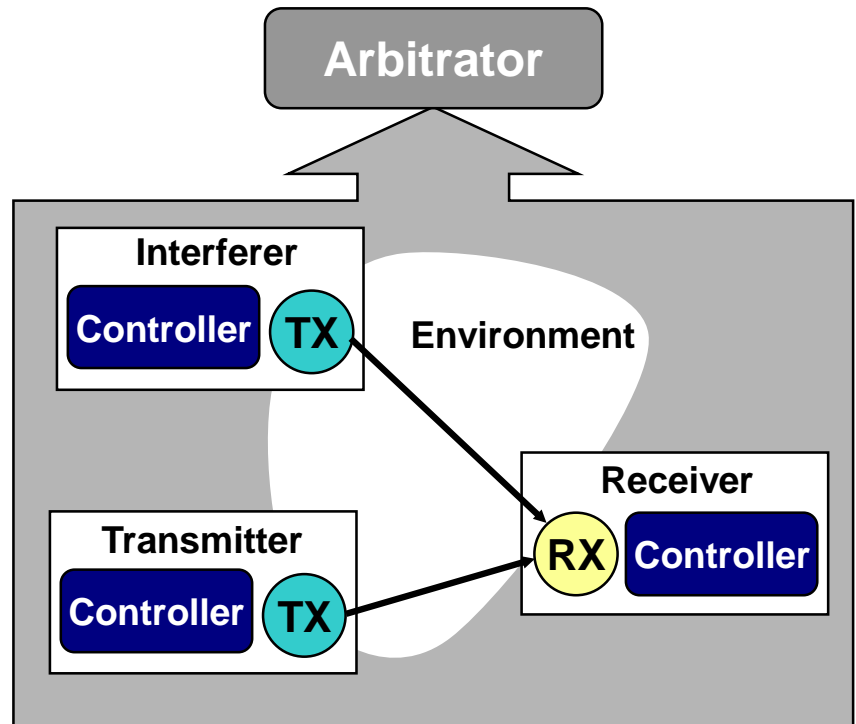 Arbitrator
Interferer
Controller
TX
Environment
Receiver
RX
Controller
Transmitter
Controller
TX